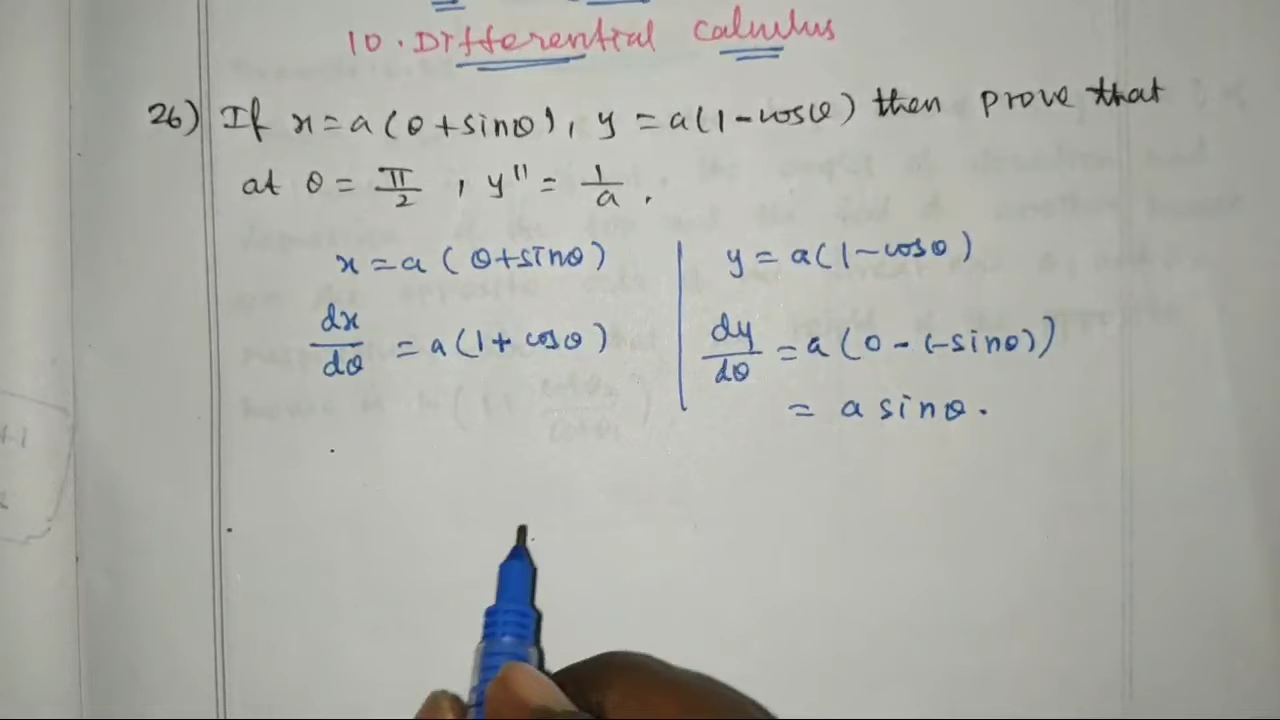 10. Differential Calculus
26) If x = a(θ+sinθ), y = a(1-cosθ) then prove that
at θ = π/2, y'' = 1/a.
x = a(θ+sinθ)
dx/dθ = a(1+cosθ)
y = a(1-cosθ)
dy/dθ = a(0-(-sinθ))
= a sinθ.